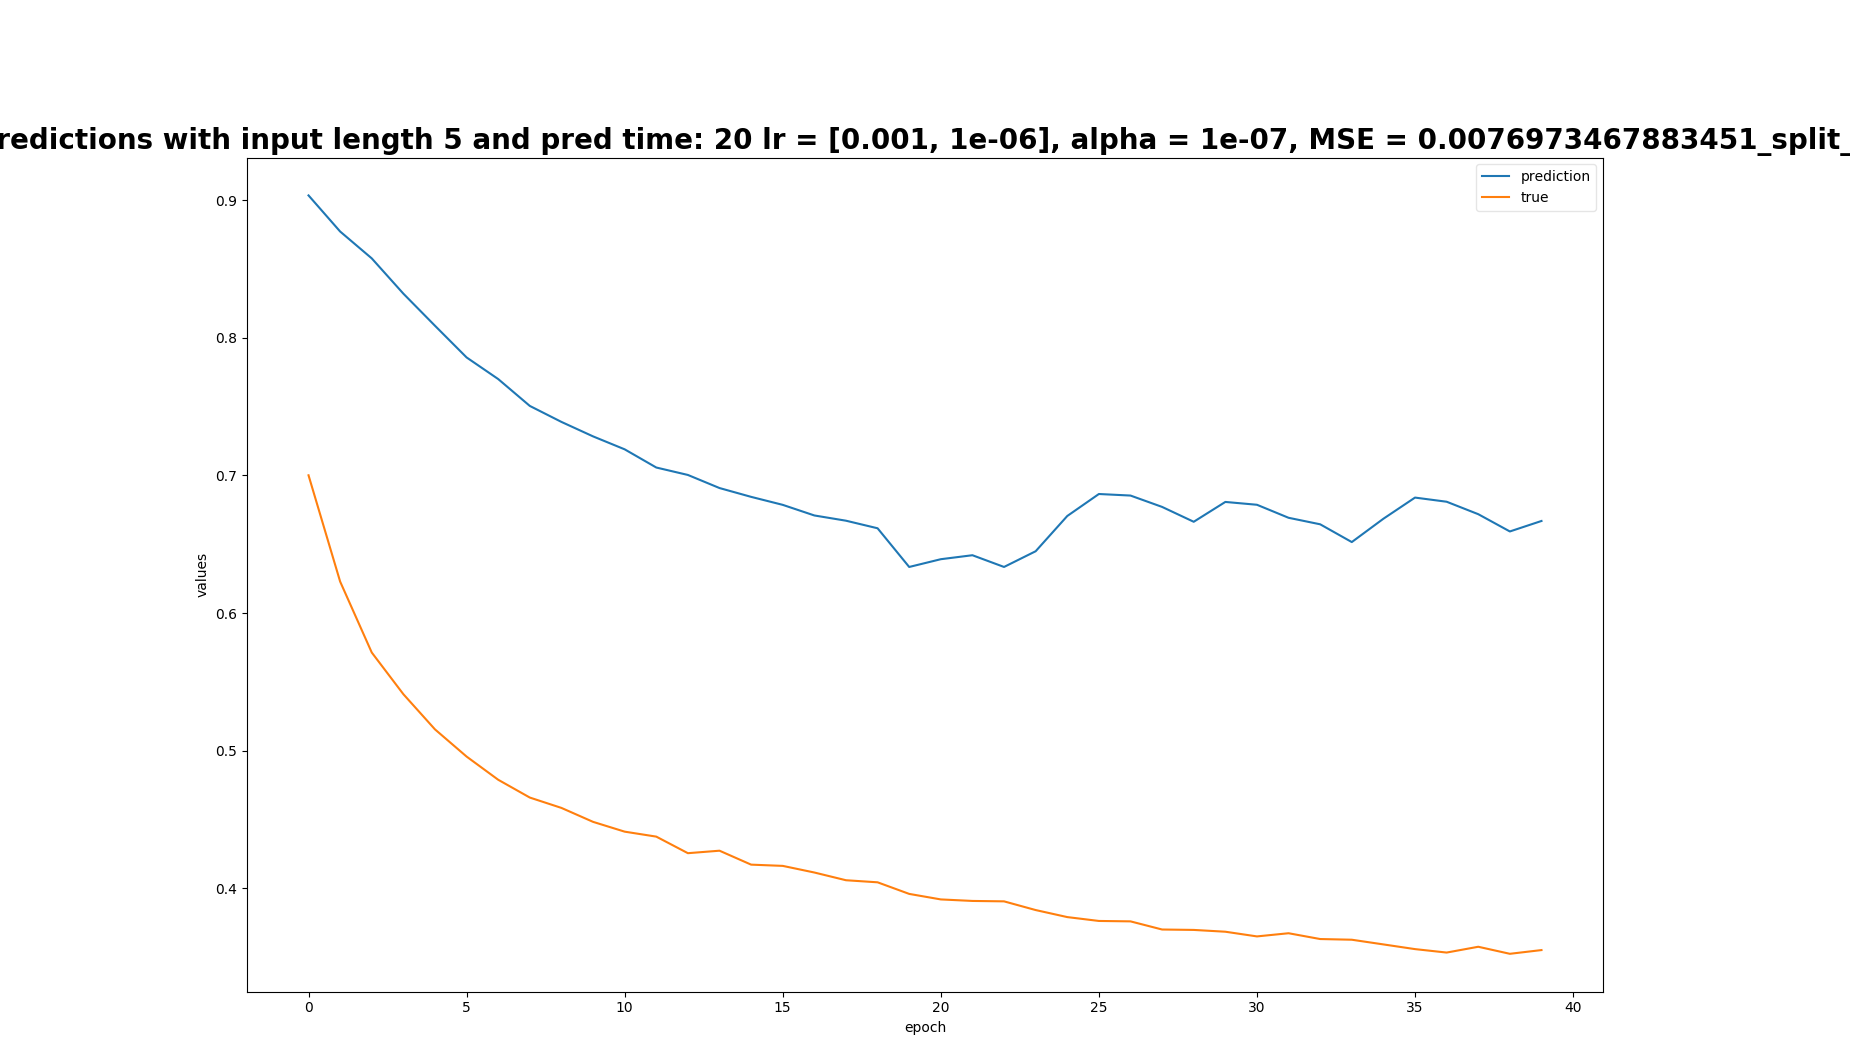 redictions with input length 5 and pred time: 20 lr = [0.001, 1e-06], alpha = 1e-07, MSE = 0.0076973467883451_split_
prediction
true
0.9
0.8
0.7
0.6
0.5
0.4
values
0 5 10 15 20 25 30 35 40
epoch